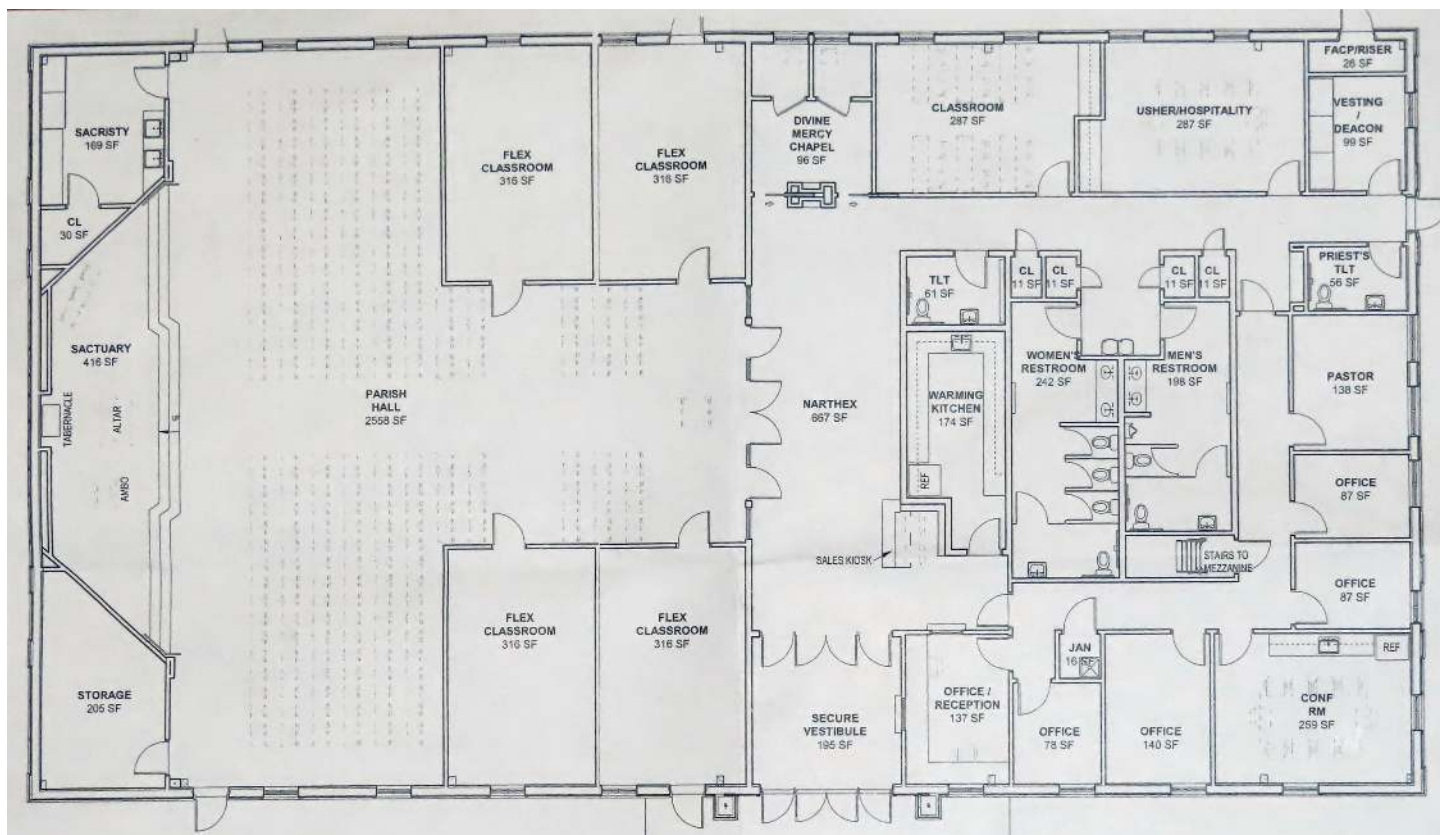 FACP/RISER
26 SF
SACRISTY
169 SF
FLEX
CLASSROOM
316 SF
FLEX
CLASSROOM
316 SF
DIVINE
MERCY
CHAPEL
96 SF
CLASSROOM
287 SF
USHER/HOSPITALITY
287 SF
VESTING
/
DEACON
99 SF
CL
30 SF
TLT
61 SF
CL
11 SF
CL
11 SF
CL
11 SF
CL
11 SF
PRIEST'S
TLT
56 SF
SACTUARY
416 SF
TABERNACLE
ALTAR
AMBO
PARISH
HALL
2558 SF
NARTHEX
667 SF
WARMING
KITCHEN
174 SF
REF
WOMEN'S
RESTROOM
242 SF
MEN'S
RESTROOM
198 SF
PASTOR
138 SF
OFFICE
87 SF
SALES KIOSK
STAIRS TO
MEZZANINE
OFFICE
87 SF
STORAGE
205 SF
FLEX
CLASSROOM
316 SF
FLEX
CLASSROOM
316 SF
SECURE
VESTIBULE
195 SF
OFFICE /
RECEPTION
137 SF
JAN
16 SF
OFFICE
78 SF
OFFICE
140 SF
CONF
RM
259 SF
REF